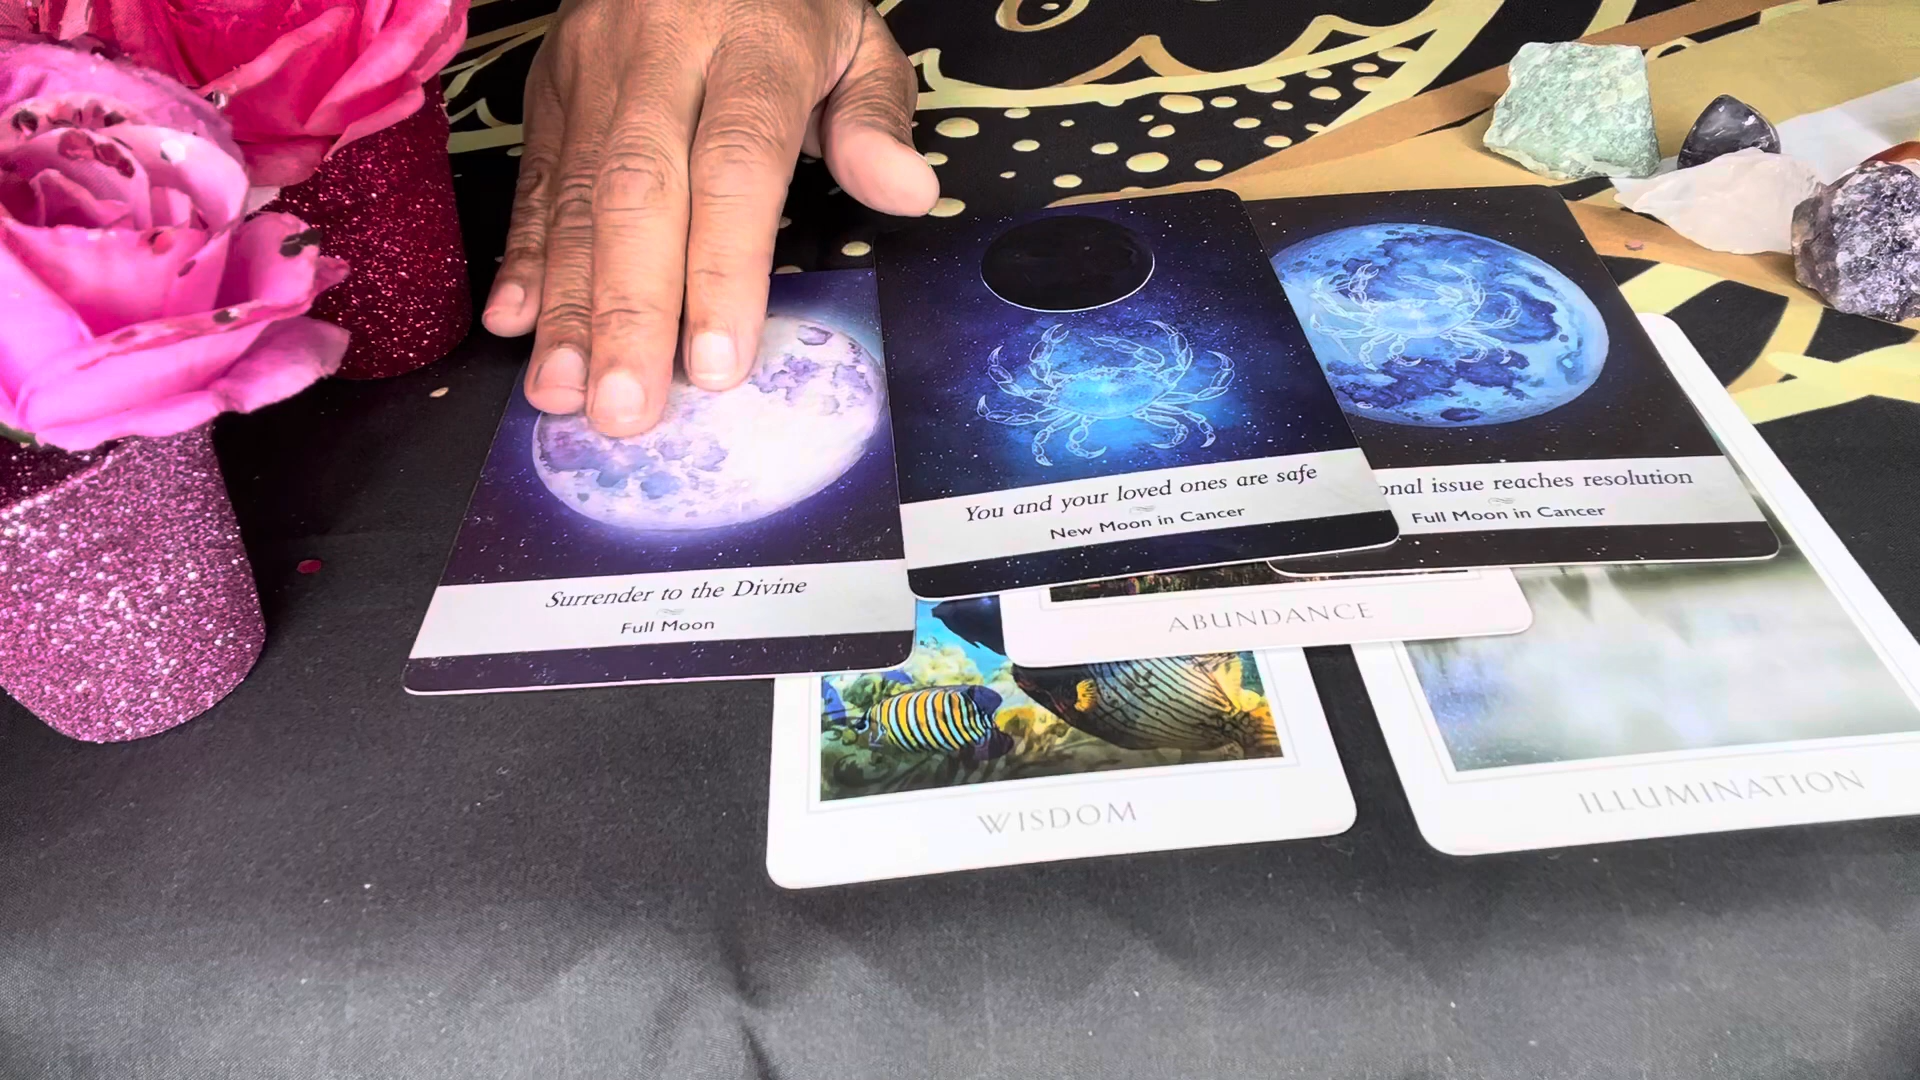 Surrender to the Divine
Full Moon
You and your loved ones are safe
New Moon in Cancer
issue reaches resolution
Full Moon in Cancer
ABUNDANCE
WISDOM
ILLUMINATION